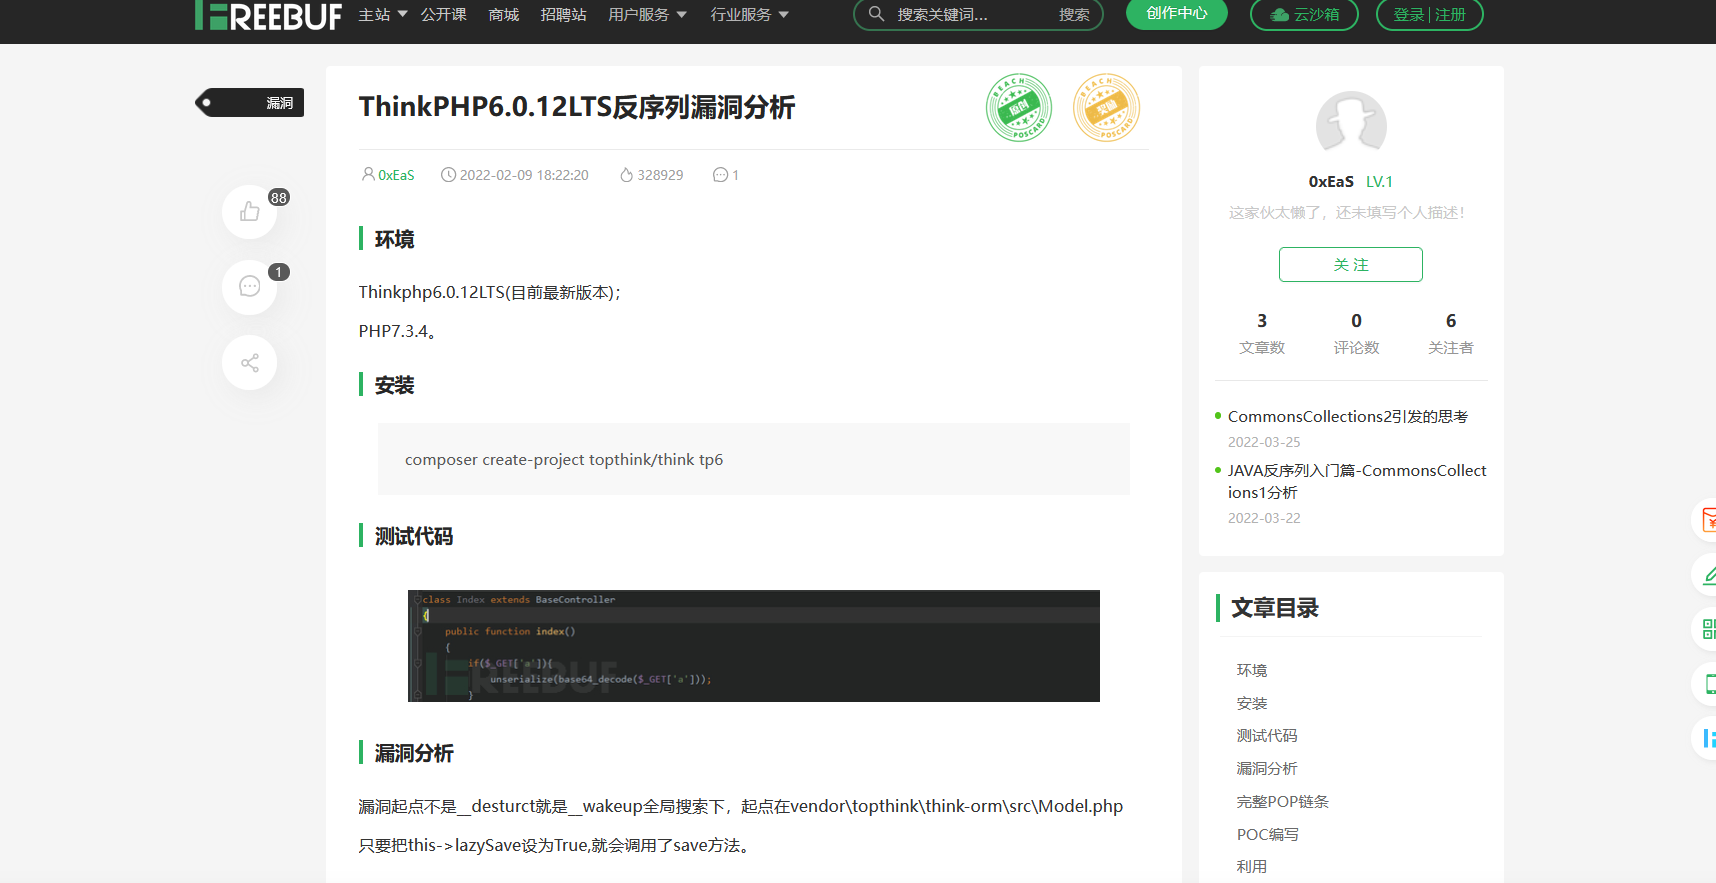 FREEBUF 主站 公开课 商城 招聘站 用户服务 行业服务 搜索关键词... 搜索 创作中心 云沙箱 登录 | 注册
漏洞
ThinkPHP6.0.12LTS反序列漏洞分析
BEACH 原创 POSCARD
BEACH 奖励 POSCARD
0xEaS 2022-02-09 18:22:20 328929 1
88
1
环境
Thinkphp6.0.12LTS(目前最新版本);
PHP7.3.4。
安装
composer create-project topthink/think tp6
测试代码
class Index extends BaseController
{
public function index()
{
if($_GET['a']){
unserialize(base64_decode($_GET['a']));
}
FREEBUF
漏洞分析
漏洞起点不是__desturct就是__wakeup全局搜索下，起点在vendor\topthink\think-orm\src\Model.php
只要把this->lazySave设为True,就会调用了save方法。
0xEaS LV.1
这家伙太懒了，还未填写个人描述！
关 注
3 0 6
文章数 评论数 关注者
CommonsCollections2引发的思考
2022-03-25
JAVA反序列入门篇-CommonsCollect
ions1分析
2022-03-22
文章目录
环境
安装
测试代码
漏洞分析
完整POP链条
POC编写
利用